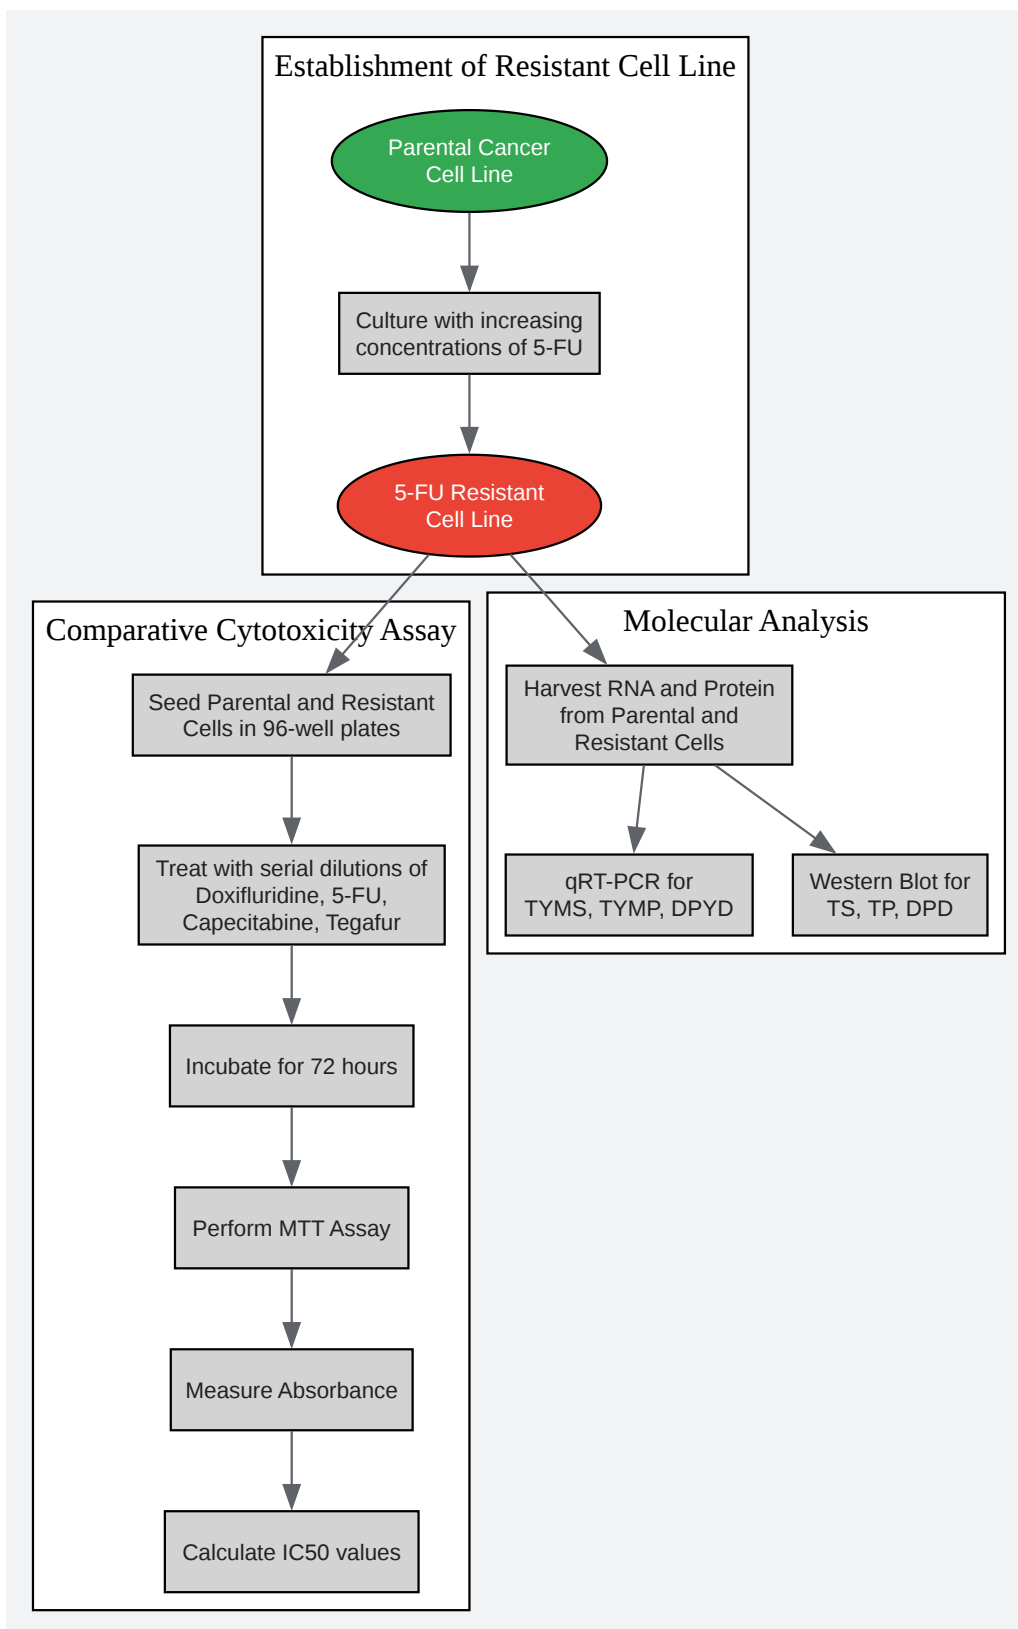 Establishment of Resistant Cell Line
Parental Cancer
Cell Line
Culture with increasing
concentrations of 5-FU
5-FU Resistant
Cell Line
Comparative Cytotoxicity Assay
Seed Parental and Resistant
Cells in 96-well plates
Treat with serial dilutions of
Doxifluridine, 5-FU,
Capecitabine, Tegafur
Incubate for 72 hours
Perform MTT Assay
Measure Absorbance
Calculate IC50 values
Molecular Analysis
Harvest RNA and Protein
from Parental and
Resistant Cells
qRT-PCR for
TYMS, TYMP, DPYD
Western Blot for
TS, TP, DPD